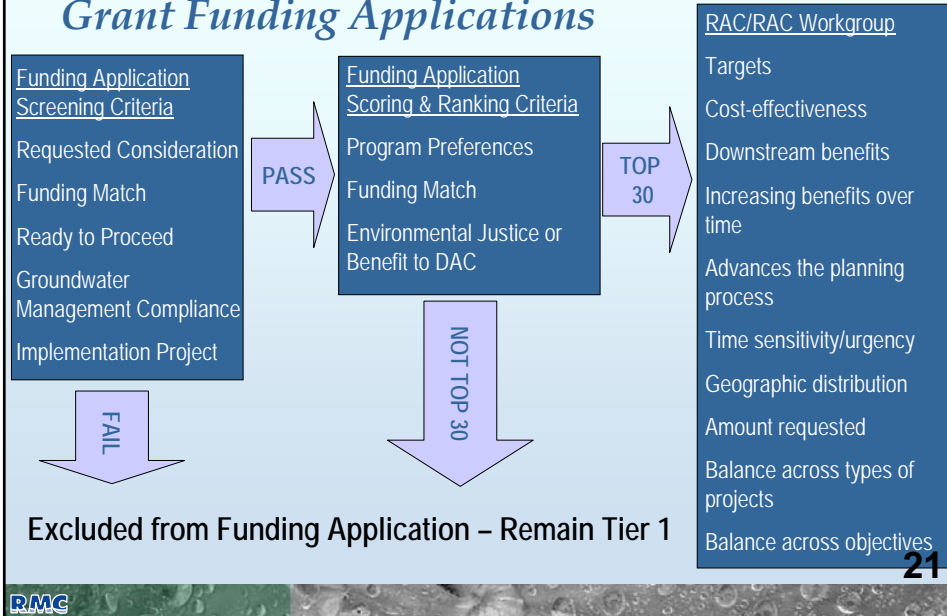 Grant Funding Applications
Funding Application
Screening Criteria
Requested Consideration
Funding Match
Ready to Proceed
Groundwater
Management Compliance
Implementation Project
PASS
FAIL
Funding Application
Scoring & Ranking Criteria
Program Preferences
Funding Match
Environmental Justice or
Benefit to DAC
TOP
30
NOT TOP 30
RAC/RAC Workgroup
Targets
Cost-effectiveness
Downstream benefits
Increasing benefits over
time
Advances the planning
process
Time sensitivity/urgency
Geographic distribution
Amount requested
Balance across types of
projects
Balance across objectives
Excluded from Funding Application – Remain Tier 1
21
RMC